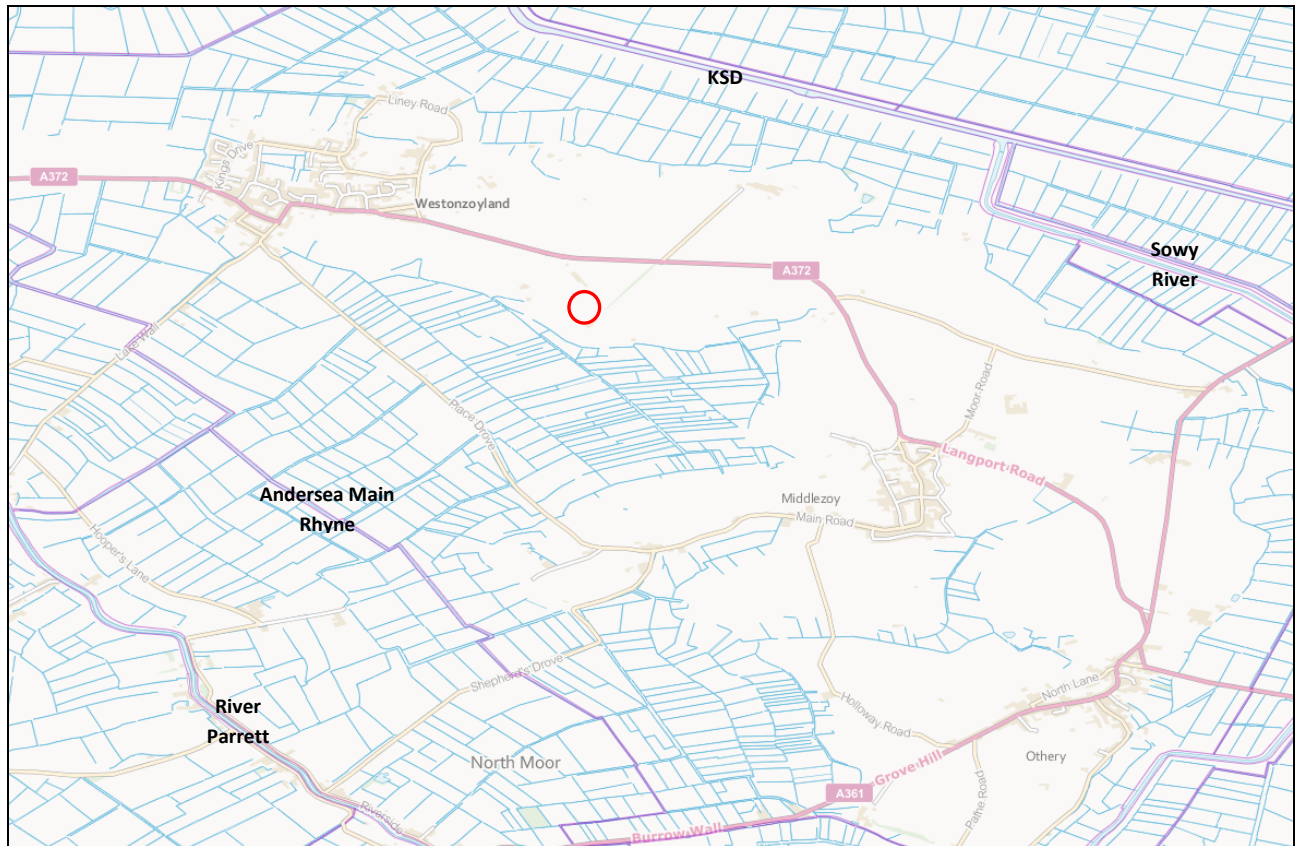 KSD
Liney Road
Kings Drive
A372
Westonzoyland
Sowy
River
A372
Lake Wall
Moor Road
Place Drove
Langport Road
Andersea Main
Rhyne
Middlezoy
Main Road
Hooper's Lane
Shepherd's Drove
North Lane
River
Parrett
Holloway Road
North Moor
Othery
Grove Hill
A361
Pathe Road
Riverside
Burrow Wall